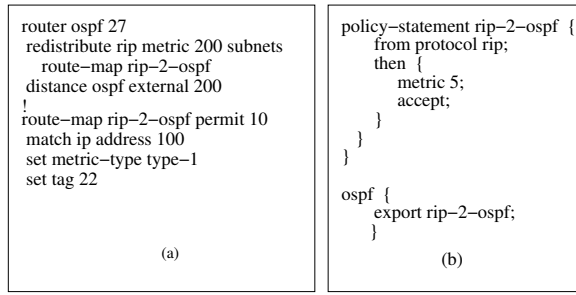 router ospf 27
redistribute rip metric 200 subnets
route−map rip−2−ospf
distance ospf external 200
!
route−map rip−2−ospf permit 10
match ip address 100
set metric−type type−1
set tag 22
(a)
policy−statement rip−2−ospf {
from protocol rip;
then {
metric 5;
accept;
}
}
}
ospf {
export rip−2−ospf;
}
(b)